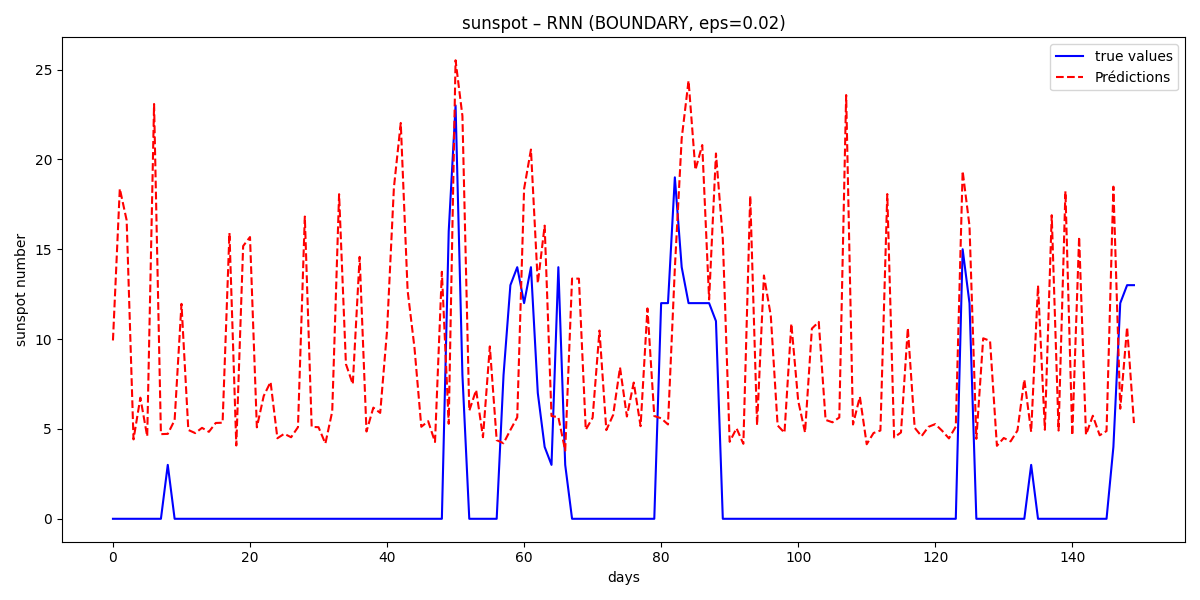 sunspot – RNN (BOUNDARY, eps=0.02)
true values
Prédictions
sunspot number
25
20
15
10
5
0
0 20 40 60 80 100 120 140
days